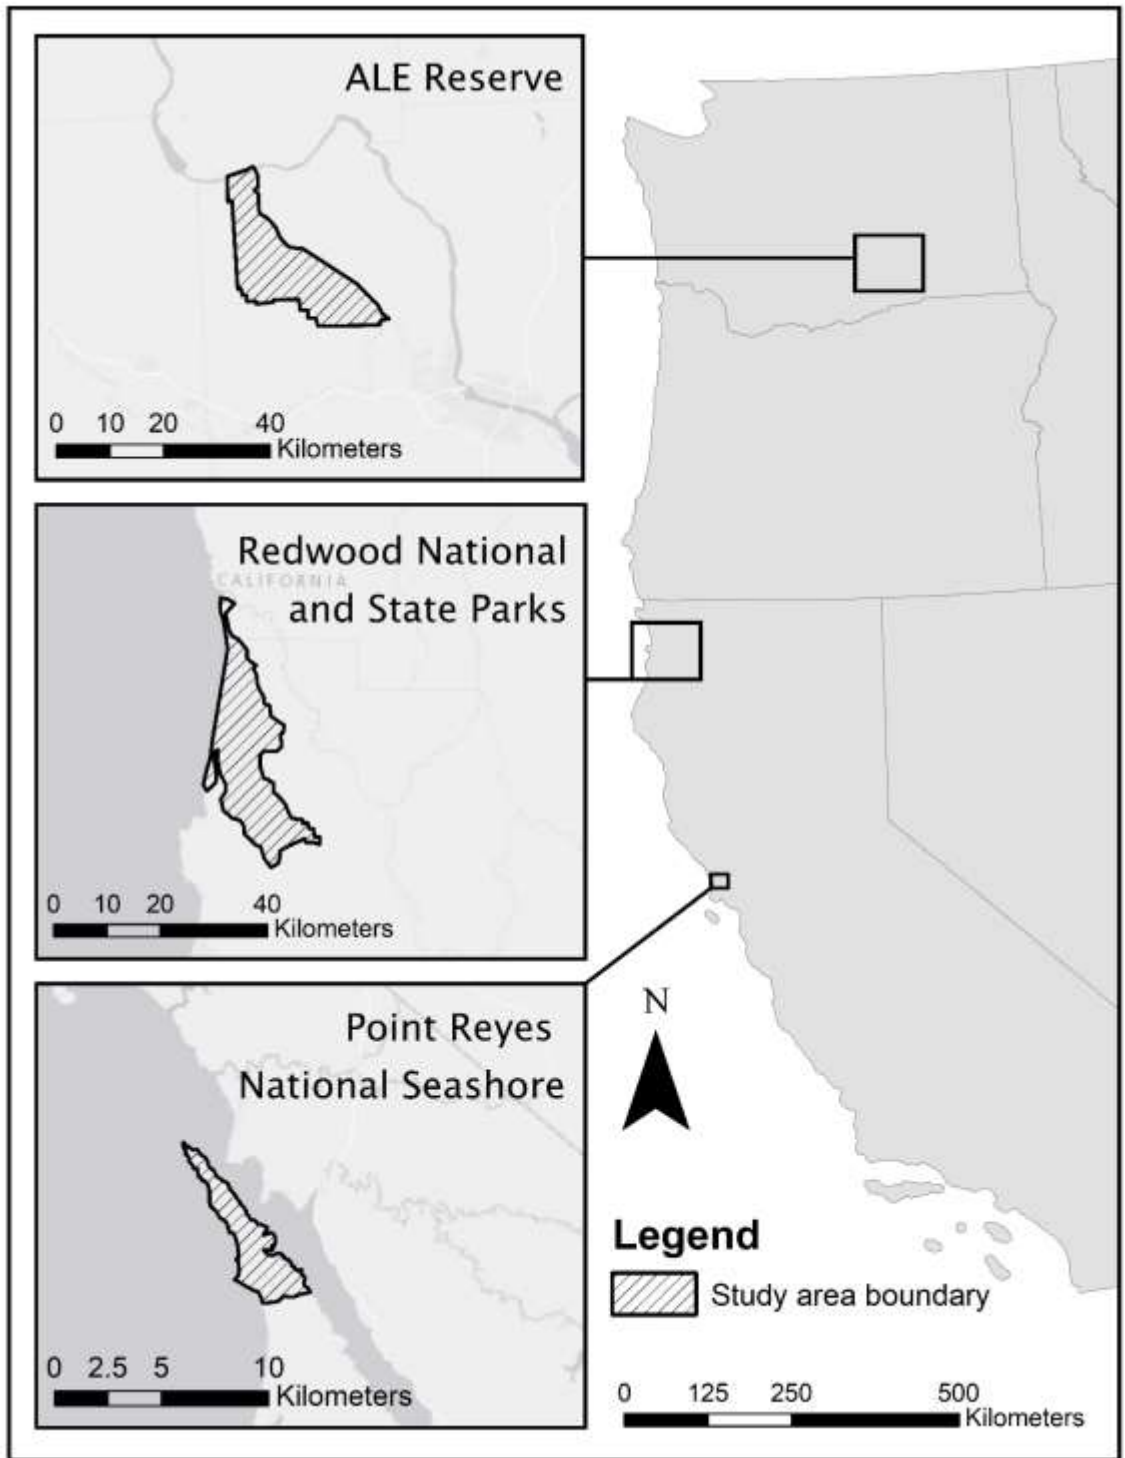 ALE Reserve
0 10 20 40
Kilometers
Redwood National
CALIFORNIA
and State Parks
0 10 20 40
Kilometers
Point Reyes
National Seashore
0 2.5 5 10
Kilometers
N
Legend
Study area boundary
0 125 250 500
Kilometers